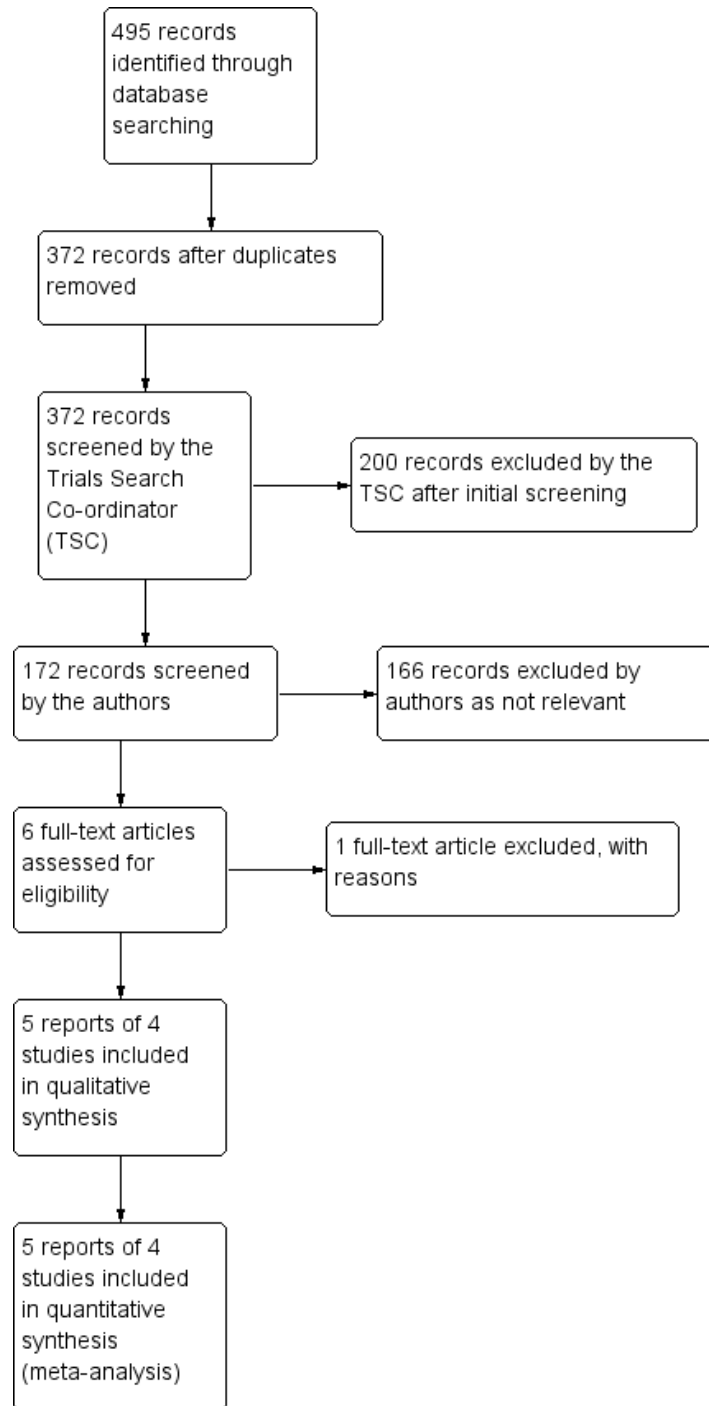 495 records
identified through
database
searching
372 records after duplicates
removed
372 records
screened by the
Trials Search
Co-ordinator
(TSC)
200 records excluded by the
TSC after initial screening
172 records screened
by the authors
166 records excluded by
authors as not relevant
6 full-text articles
assessed for
eligibility
1 full-text article excluded, with
reasons
5 reports of 4
studies included
in qualitative
synthesis
5 reports of 4
studies included
in quantitative
synthesis
(meta-analysis)